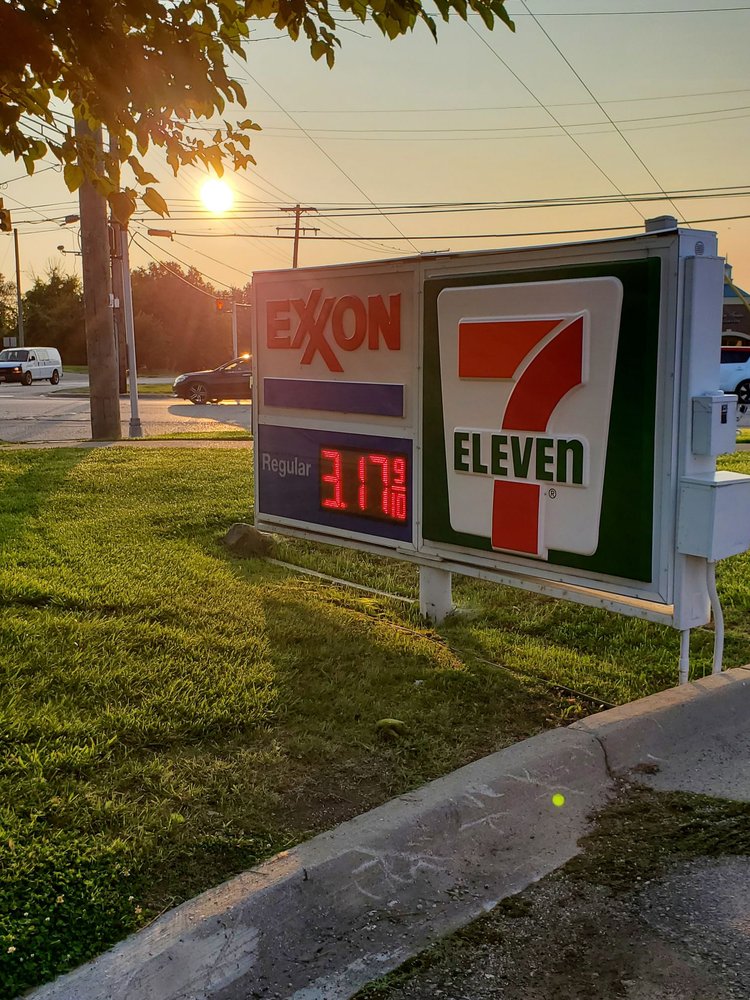 EXXON
Regular 3.17 9/10
7
ELEVEn
®